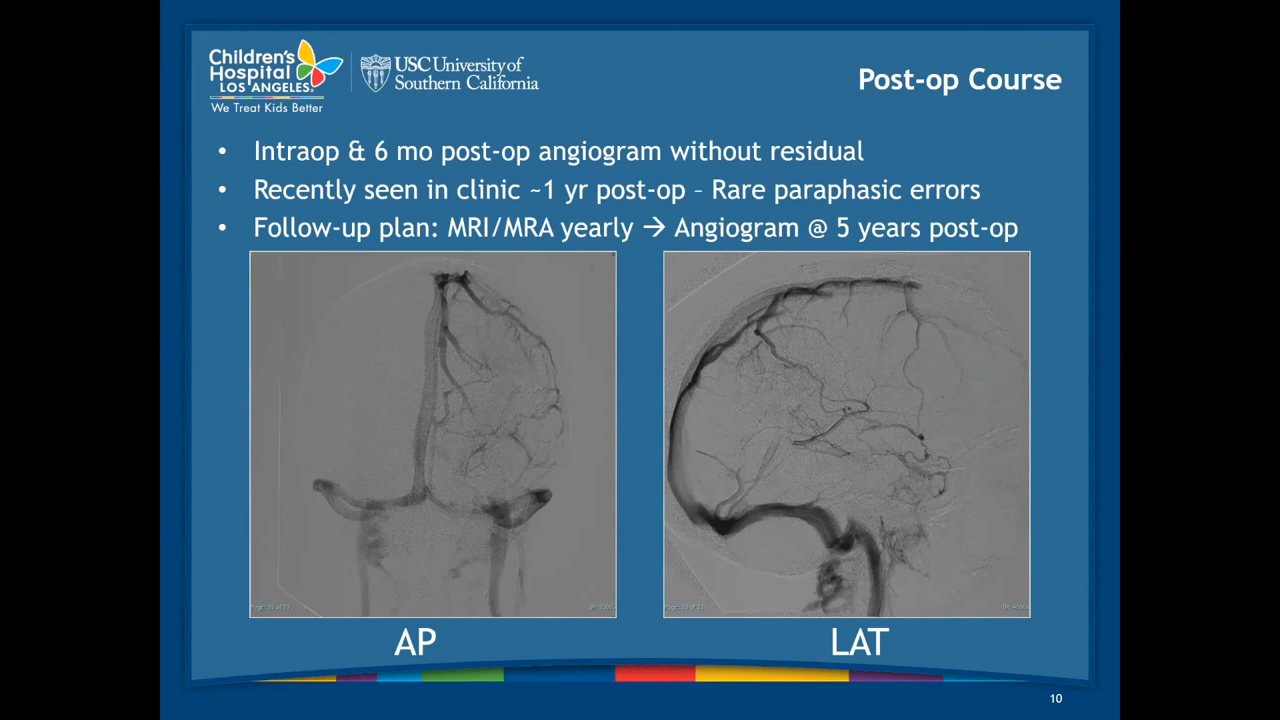 Children's
Hospital
LOS ANGELES®
We Treat Kids Better
USC University of
Southern California
Post-op Course
• Intraop & 6 mo post-op angiogram without residual
• Recently seen in clinic ~1 yr post-op – Rare paraphasic errors
• Follow-up plan: MRI/MRA yearly → Angiogram @ 5 years post-op
AP
LAT
10